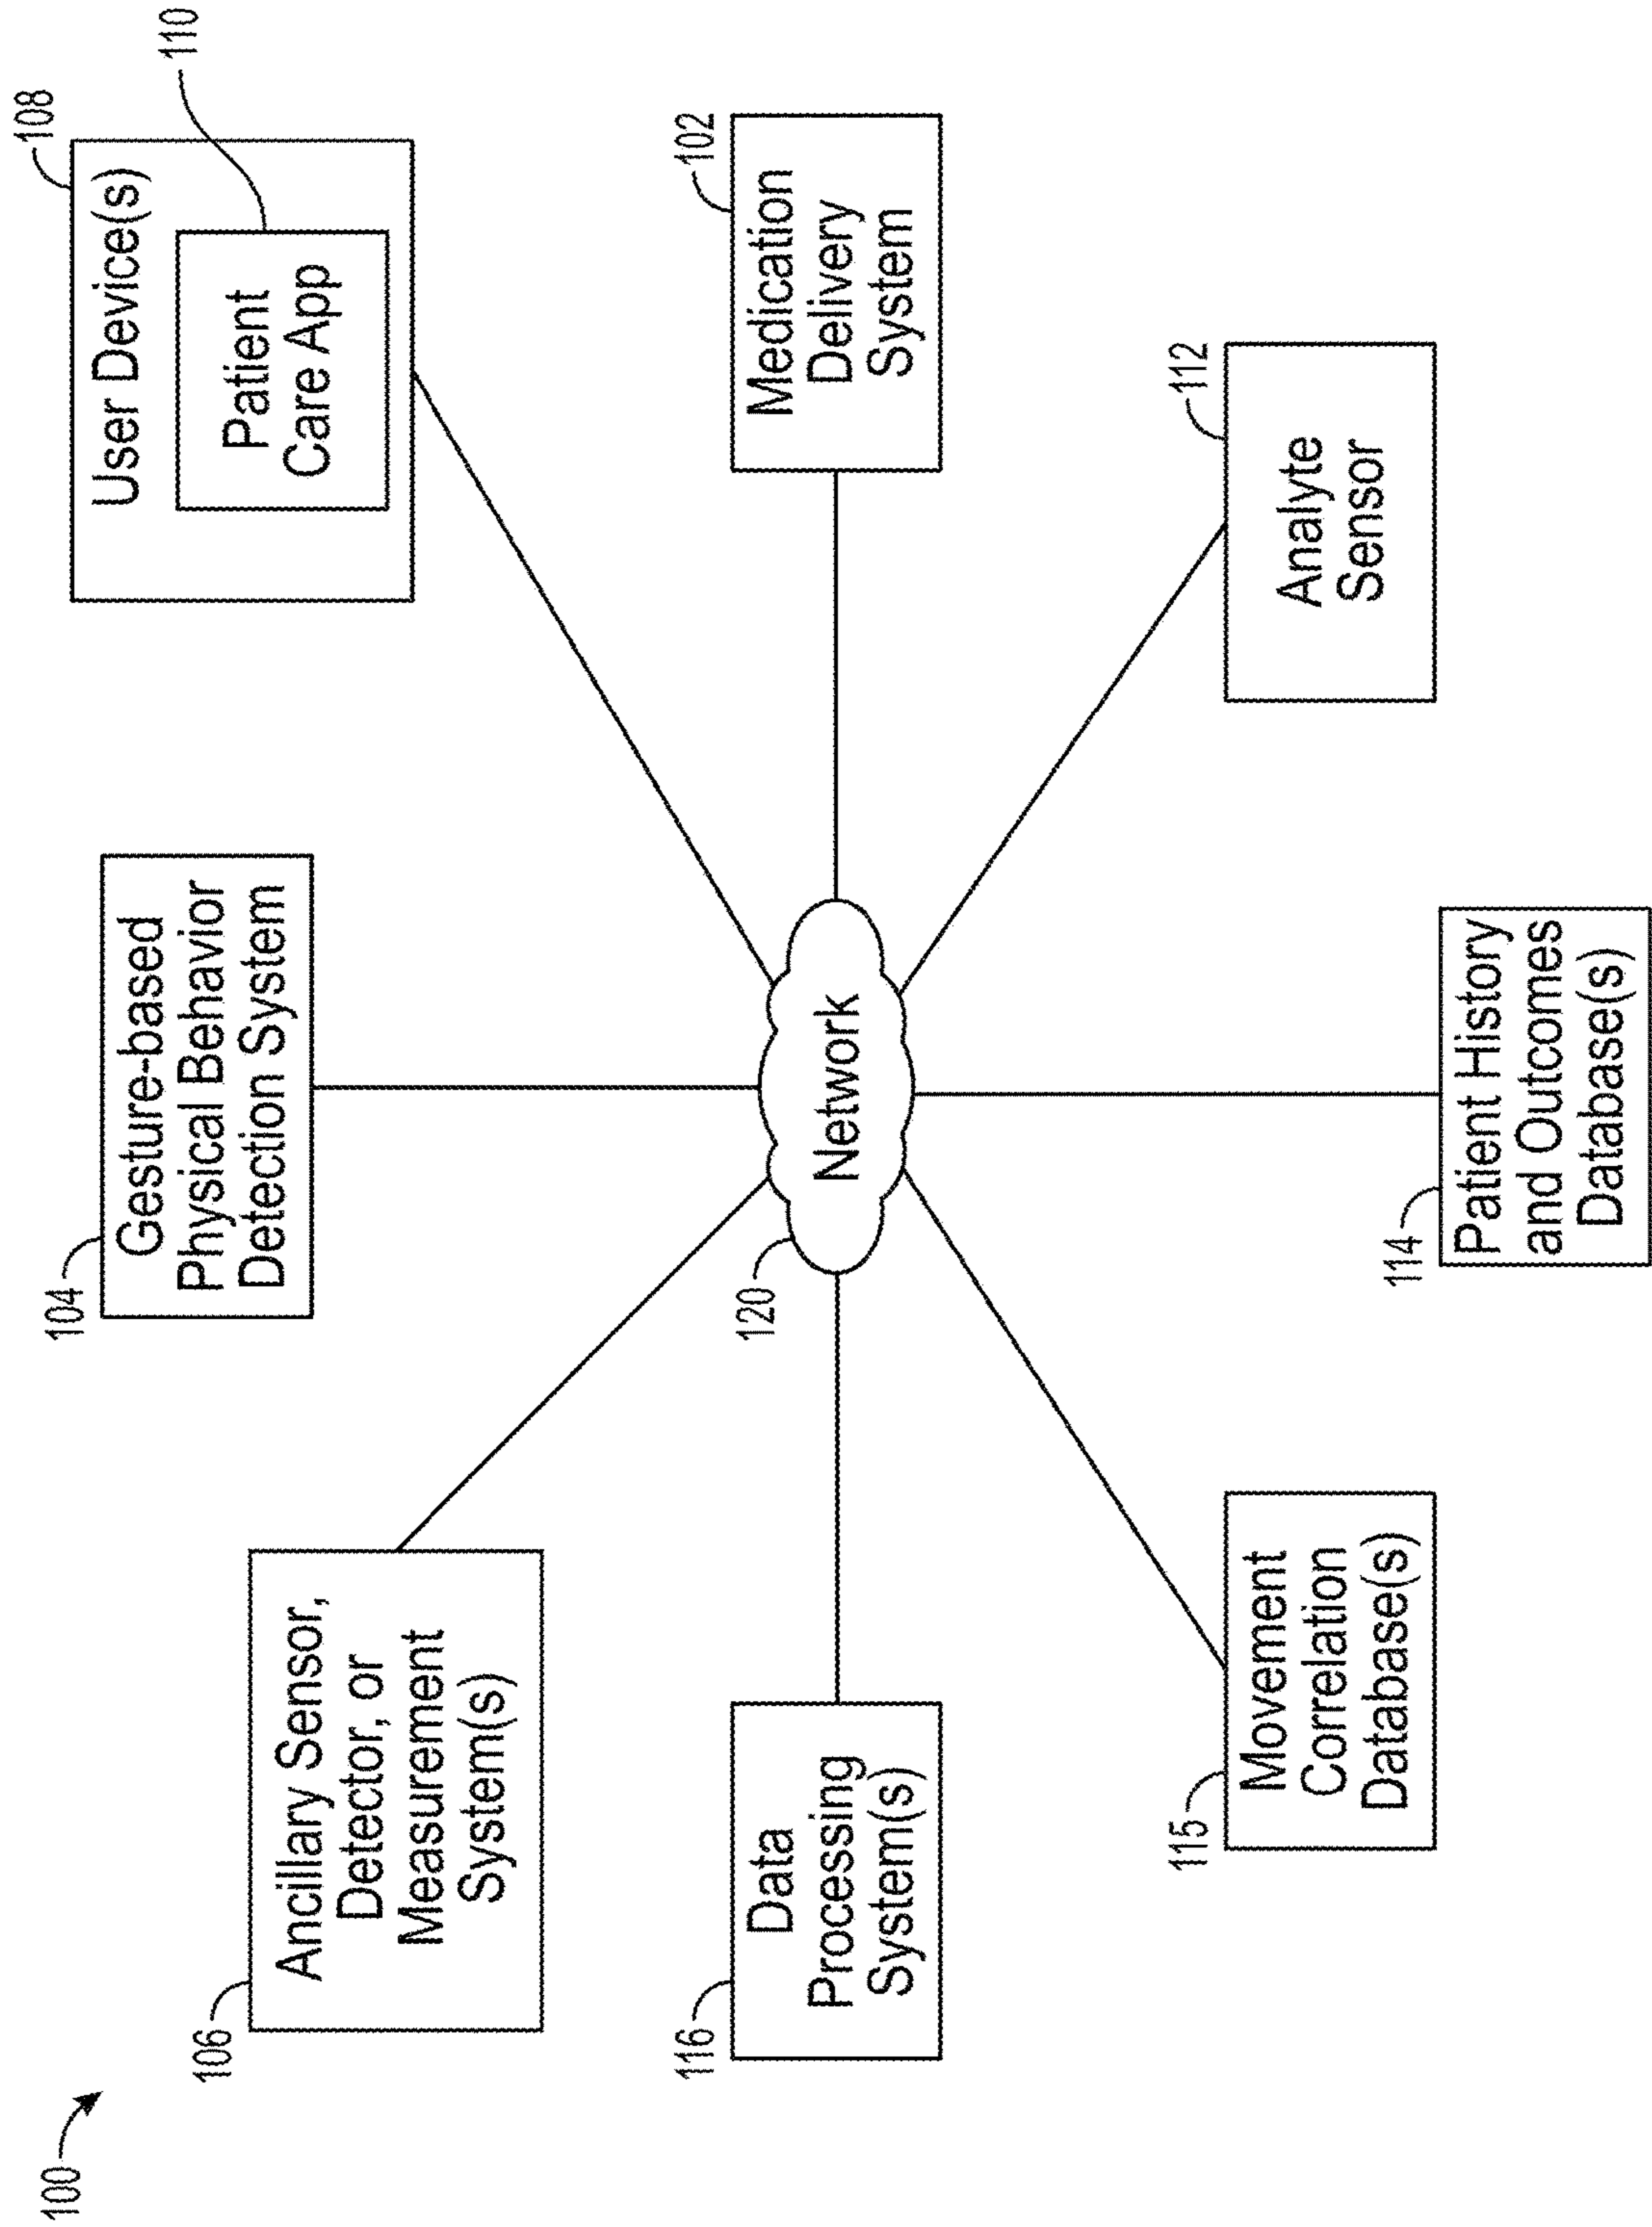 100
106
Ancillary Sensor,
Detector, or
Measurement
System(s)
104
Gesture-based
Physical Behavior
Detection System
108
User Device(s)
110
Patient
Care App
116
Data
Processing
System(s)
120
Network
102
Medication
Delivery
System
115
Movement
Correlation
Database(s)
114
Patient History
and Outcomes
Database(s)
112
Analyte
Sensor